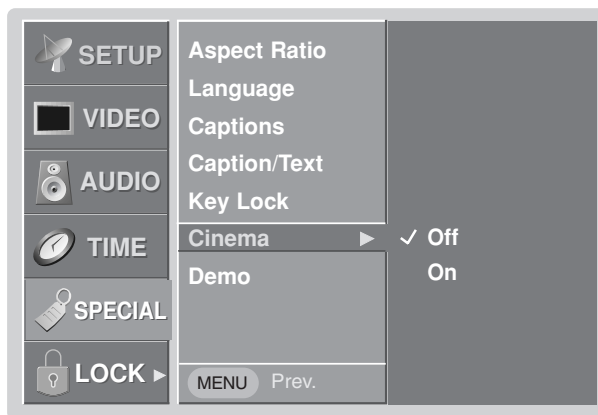 SETUP
VIDEO
AUDIO
TIME
SPECIAL
LOCK ►
Aspect Ratio
Language
Captions
Caption/Text
Key Lock
Cinema ►
Demo
MENU Prev.
✓ Off
On